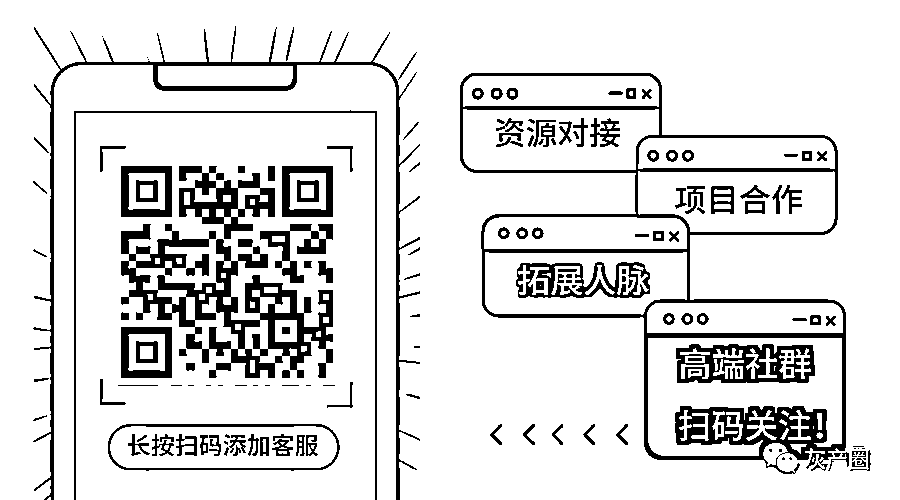 资源对接
项目合作
拓展人脉
高端社群
扫码关注!
长按扫码添加客服
灰产圈